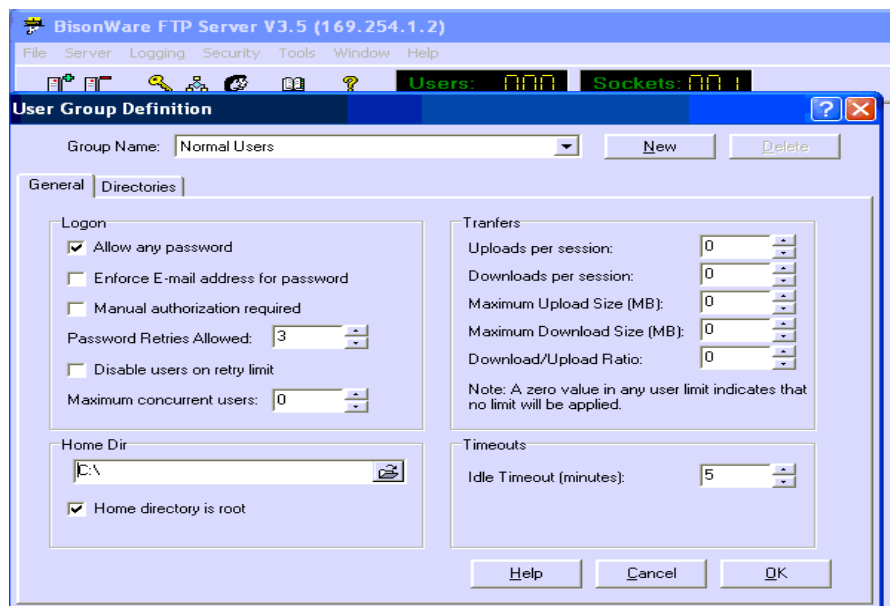 BisonWare FTP Server V3.5 (169.254.1.2)
File Server Logging Security Tools Window Help
Users: 000 Sockets: 001
User Group Definition
Group Name: Normal Users New Delete
General Directories
Logon
Allow any password
Enforce E-mail address for password
Manual authorization required
Password Retries Allowed: 3
Disable users on retry limit
Maximum concurrent users: 0
Tranfers
Uploads per session: 0
Downloads per session: 0
Maximum Upload Size (MB): 0
Maximum Download Size (MB): 0
Download/Upload Ratio: 0
Note: A zero value in any user limit indicates that
no limit will be applied.
Home Dir
C:\
Home directory is root
Timeouts
Idle Timeout (minutes): 5
Help Cancel OK